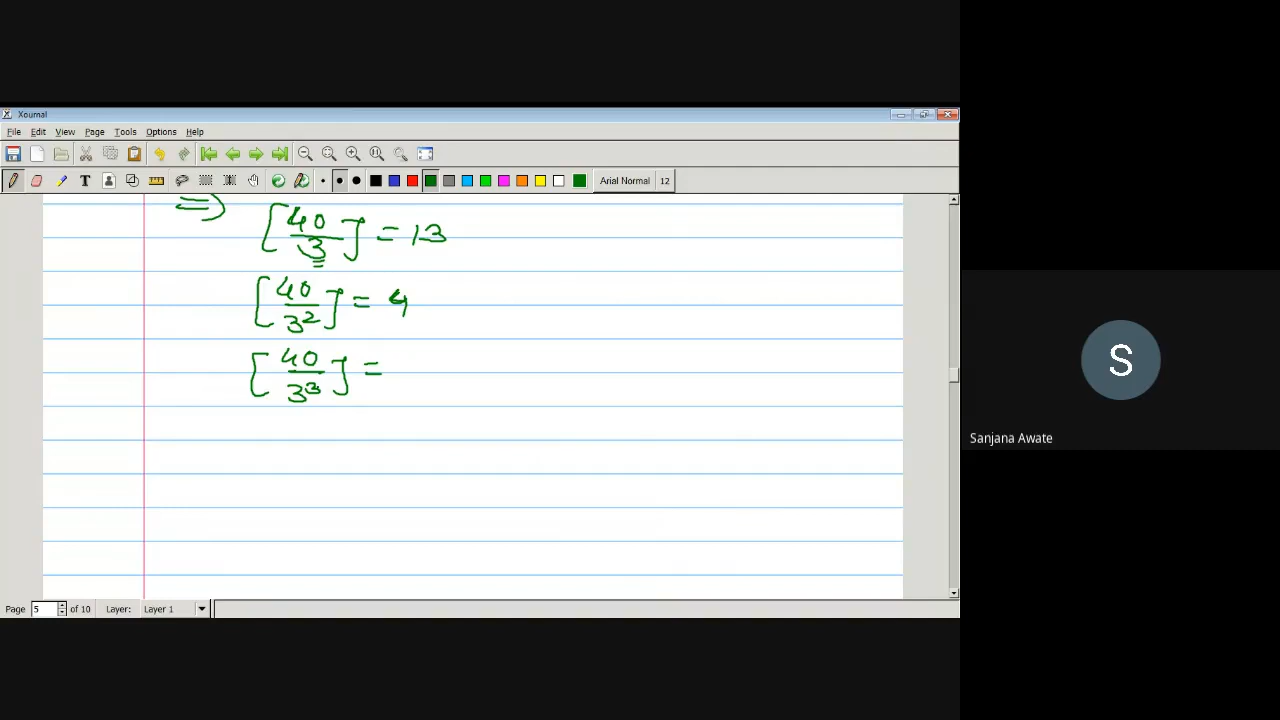 Xournal
File Edit View Page Tools Options Help
T Arial Normal 12
⇒ [40/3] = 13
[40/3²] = 4
[40/3³] =
S
Sanjana Awate
Page 5 of 10 Layer: Layer 1